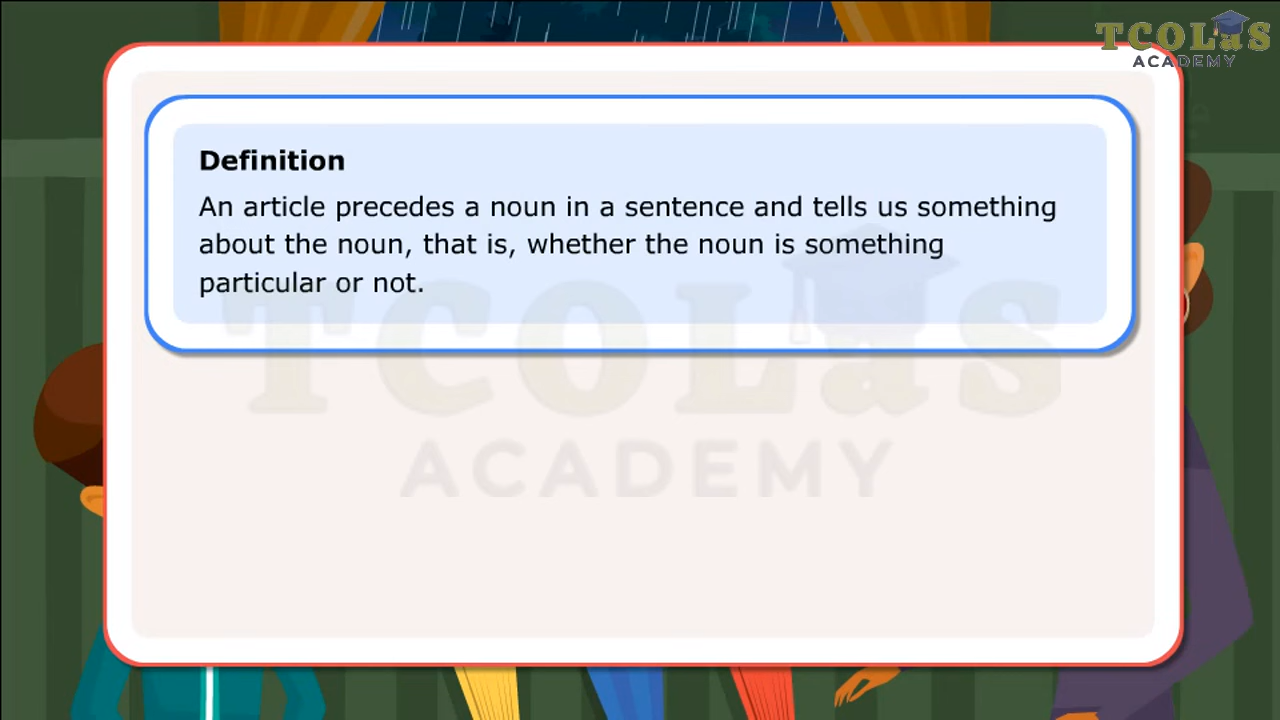 TCOLaS
ACADEMY
Definition
An article precedes a noun in a sentence and tells us something
about the noun, that is, whether the noun is something
particular or not.
TCOLaS
ACADEMY